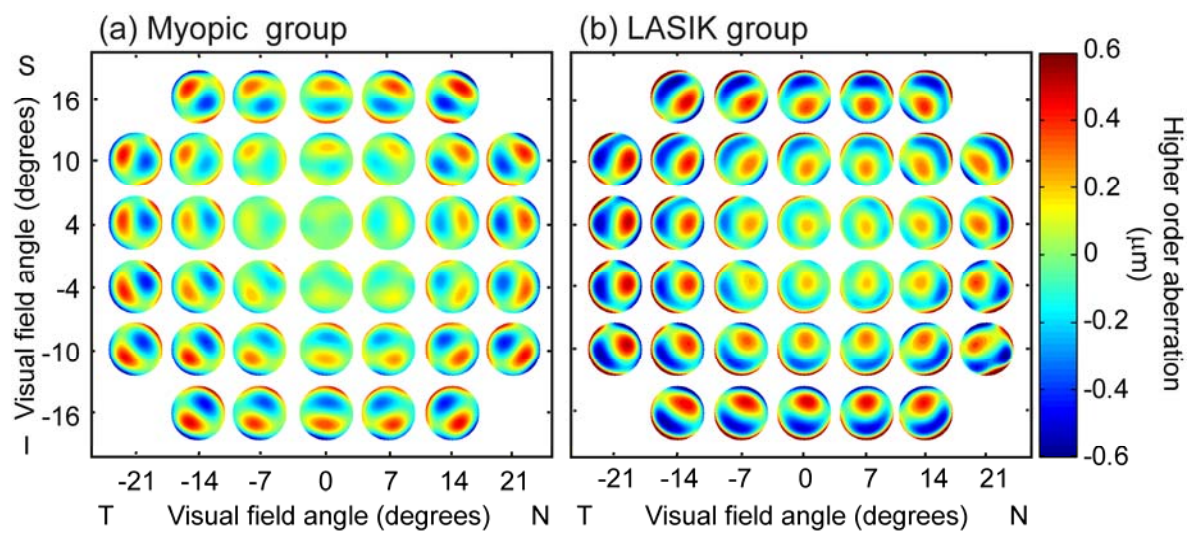 (a) Myopic group
(b) LASIK group
S
16
10
4
-4
-10
-16
I
Visual field angle (degrees)
-21 -14 -7 0 7 14 21
T Visual field angle (degrees) N
-21 -14 -7 0 7 14 21
T Visual field angle (degrees) N
0.6
0.4
0.2
0
-0.2
-0.4
-0.6
Higher order aberration
(μm)